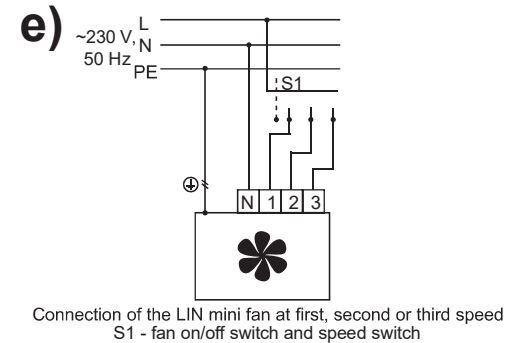 e)
L
~230 V, N
50 Hz
PE
S1
N 1 2 3
Connection of the LIN mini fan at first, second or third speed
S1 - fan on/off switch and speed switch